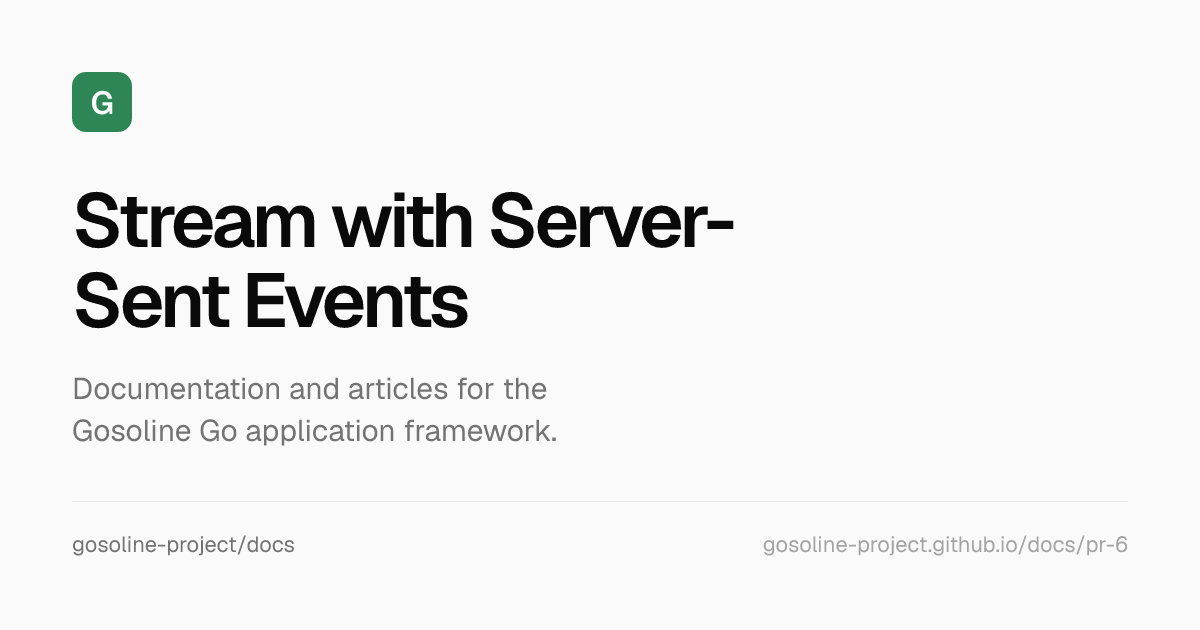 G
Stream with Server-
Sent Events
Documentation and articles for the
Gosoline Go application framework.
gosoline-project/docs
gosoline-project.github.io/docs/pr-6